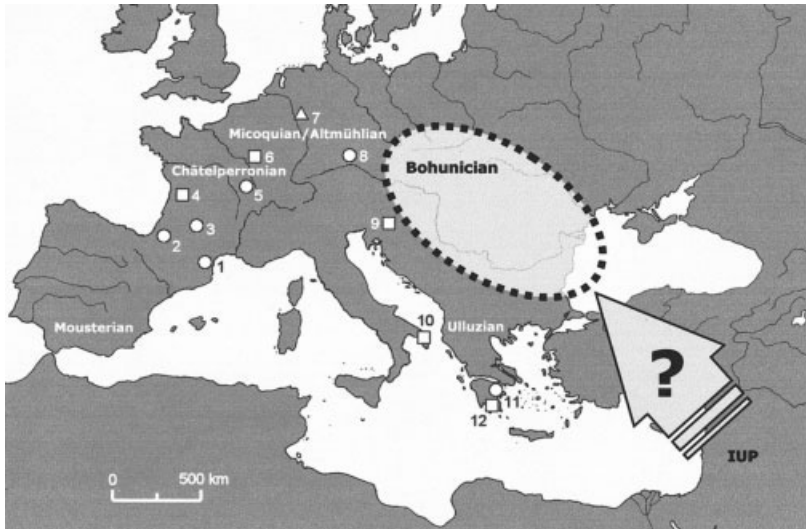 7
Micoquian/Altmühlian
6
8
Bohunician
Châtelperronian
4
5
3
9
2
1
Mousterian
10
Ulluzian
?
11
12
IUP
0 500 km